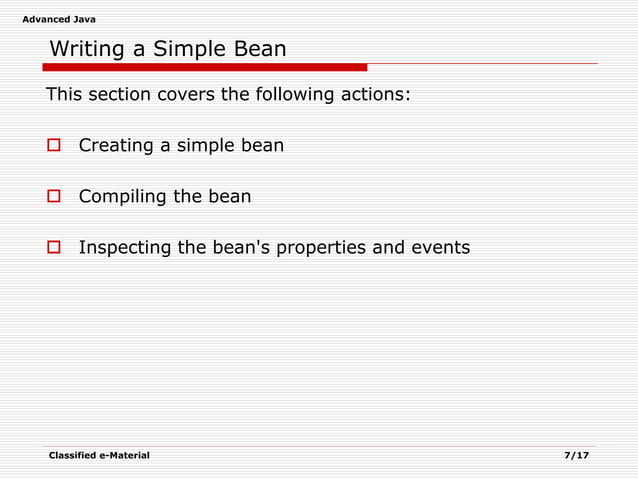 Advanced Java
Writing a Simple Bean
This section covers the following actions:
Creating a simple bean
Compiling the bean
Inspecting the bean's properties and events
Classified e-Material
7/17